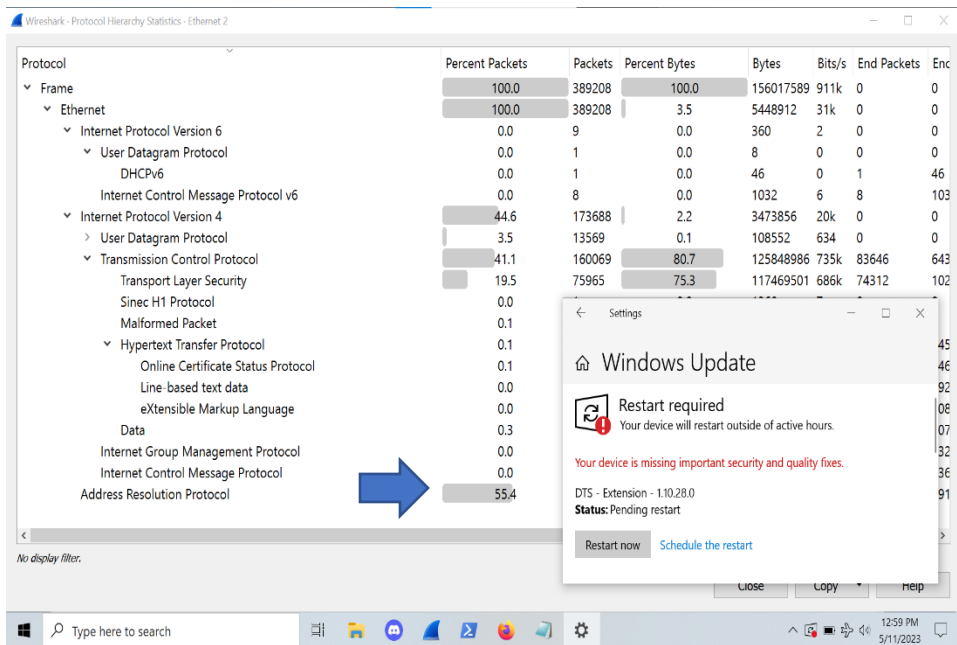 Wireshark · Protocol Hierarchy Statistics · Ethernet 2
Protocol Percent Packets Packets Percent Bytes Bytes Bits/s End Packets Enc
Frame 100.0 389208 100.0 156017589 911k 0 0
Ethernet 100.0 389208 3.5 5448912 31k 0 0
Internet Protocol Version 6 0.0 9 0.0 360 2 0 0
User Datagram Protocol 0.0 1 0.0 8 0 0 0
DHCPv6 0.0 1 0.0 46 0 1 46
Internet Control Message Protocol v6 0.0 8 0.0 1032 6 8 103
Internet Protocol Version 4 44.6 173688 2.2 3473856 20k 0 0
User Datagram Protocol 3.5 13569 0.1 108552 634 0 0
Transmission Control Protocol 41.1 160069 80.7 125848986 735k 83646 643
Transport Layer Security 19.5 75965 75.3 117469501 686k 74312 102
Sinec H1 Protocol 0.0
Malformed Packet 0.1
Hypertext Transfer Protocol 0.1 45
Online Certificate Status Protocol 0.1 46
Line-based text data 0.0 92
eXtensible Markup Language 0.0 08
Data 0.3 07
Internet Group Management Protocol 0.0 32
Internet Control Message Protocol 0.0 36
Address Resolution Protocol 55.4 91
No display filter.
Close Copy Help
Settings
Windows Update
Restart required
Your device will restart outside of active hours.
Your device is missing important security and quality fixes.
DTS - Extension - 1.10.28.0
Status: Pending restart
Restart now Schedule the restart
Type here to search
12:59 PM
5/11/2023